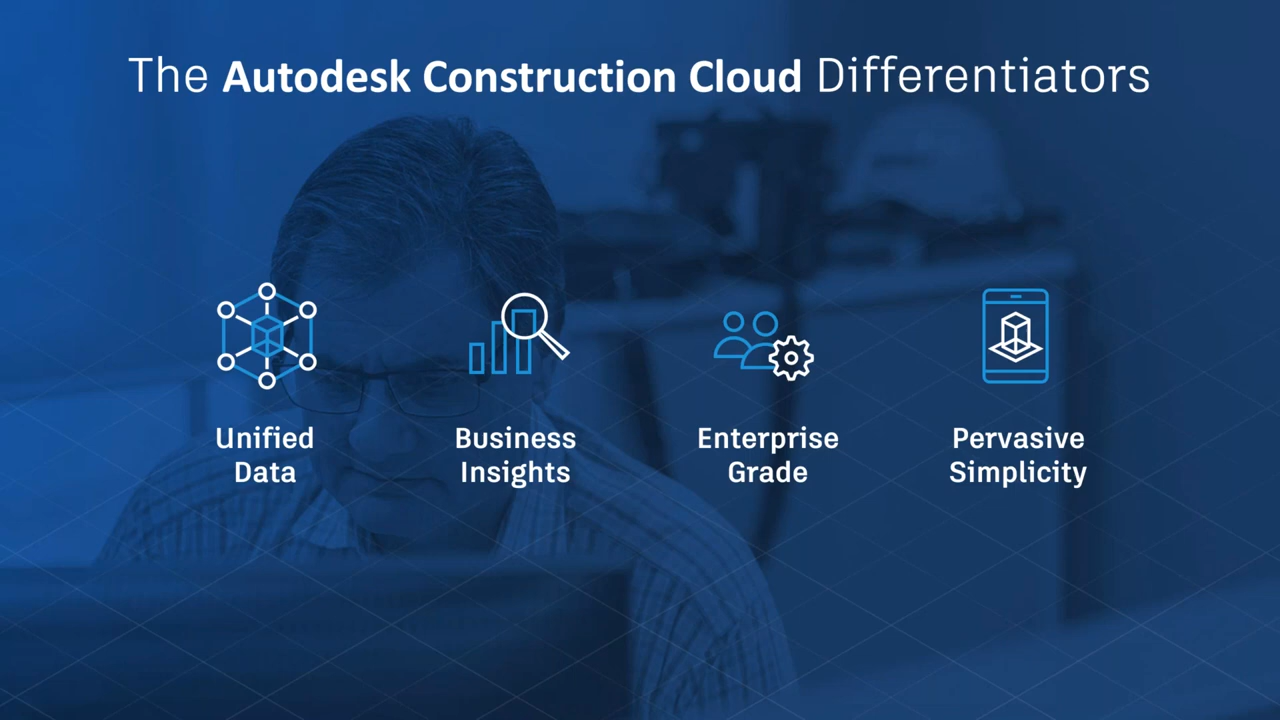 The Autodesk Construction Cloud Differentiators
Unified
Data
Business
Insights
Enterprise
Grade
Pervasive
Simplicity